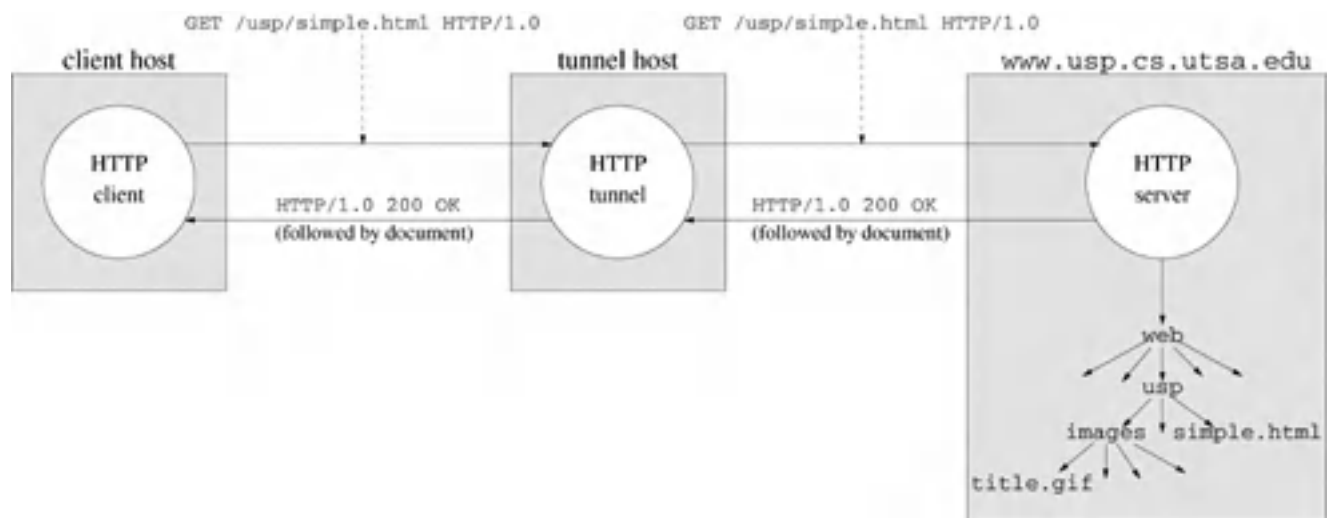 GET /usp/simple.html HTTP/1.0
GET /usp/simple.html HTTP/1.0
client host
tunnel host
www.usp.cs.utsa.edu
HTTP
client
HTTP
tunnel
HTTP
server
HTTP/1.0 200 OK
(followed by document)
HTTP/1.0 200 OK
(followed by document)
web
usp
images
simple.html
title.gif